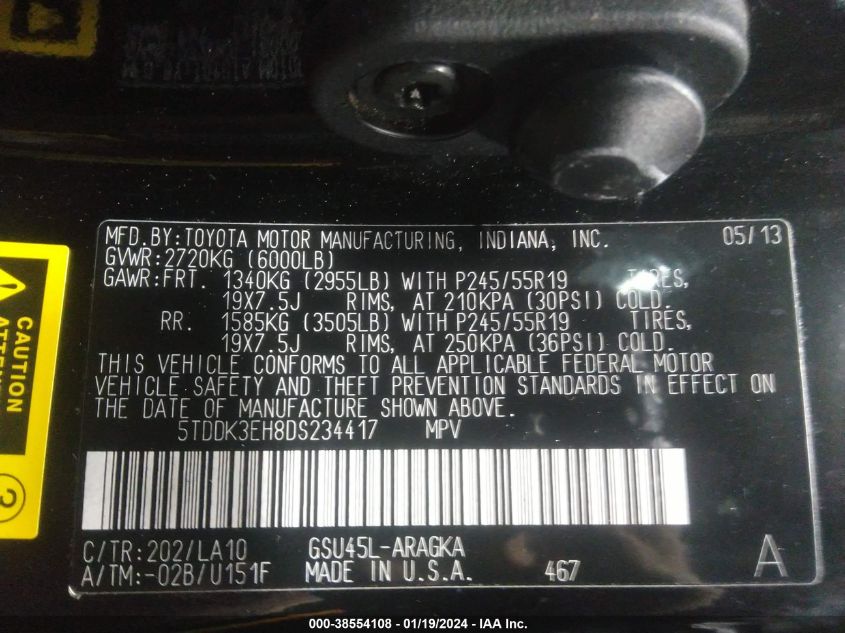 MFD.BY:TOYOTA MOTOR MANUFACTURING, INDIANA, INC. 05/13
GVWR:2720KG (6000LB)
GAWR:FRT. 1340KG (2955LB) WITH P245/55R19 TIRES,
19X7.5J RIMS, AT 210KPA (30PSI) COLD.
RR. 1585KG (3505LB) WITH P245/55R19 TIRES,
19X7.5J RIMS, AT 250KPA (36PSI) COLD.
THIS VEHICLE CONFORMS TO ALL APPLICABLE FEDERAL MOTOR
VEHICLE SAFETY AND THEFT PREVENTION STANDARDS IN EFFECT ON
THE DATE OF MANUFACTURE SHOWN ABOVE.
5TDDK3EH8DS234417 MPV
C/TR:202/LA10 GSU45L-ARAGKA A
A/TM:-02B/U151F MADE IN U.S.A. 467
CAUTION
3
000-38554108 - 01/19/2024 - IAA Inc.